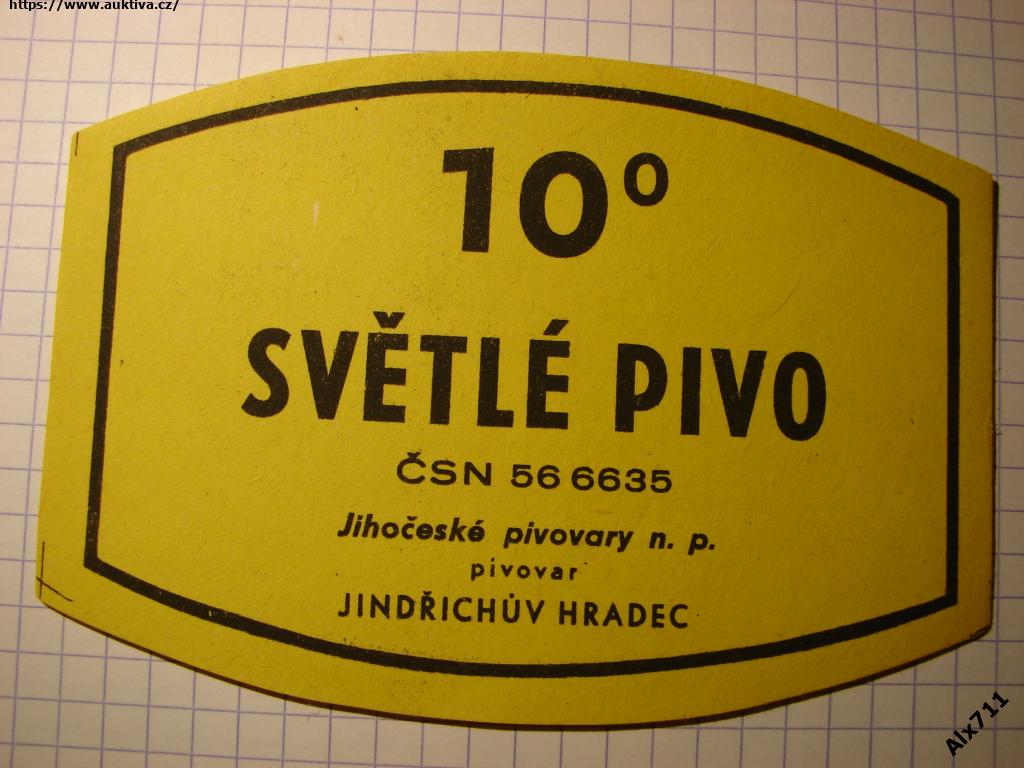 https://www.auktiva.cz/
10°
SVĚTLÉ PIVO
ČSN 56 6635
Jihočeské pivovary n. p.
pivovar
JINDŘICHŮV HRADEC
Alx711